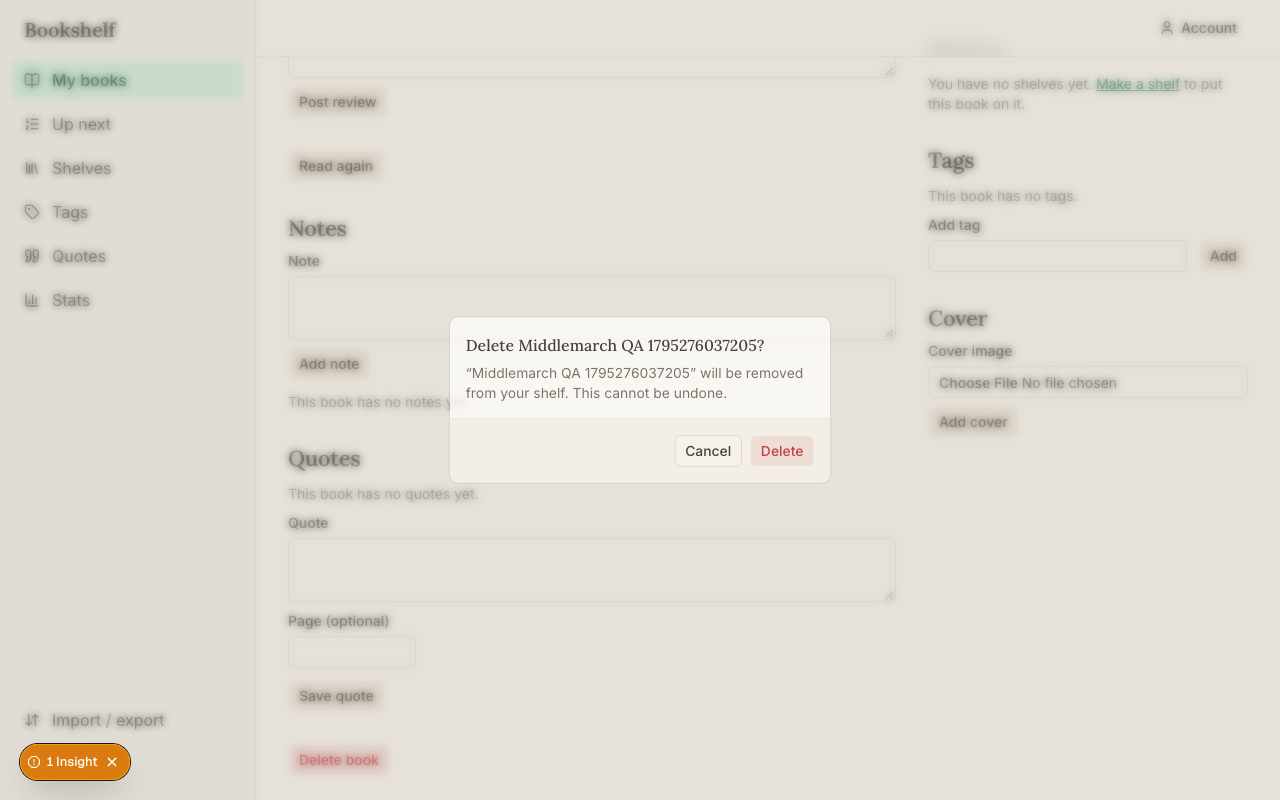 Bookshelf
My books
Up next
Shelves
Tags
Quotes
Stats
Import / export
1 Insight
Account
Post review
Read again
Notes
Note
Add note
This book has no notes yet.
Quotes
This book has no quotes yet.
Quote
Page (optional)
Save quote
Delete book
You have no shelves yet. Make a shelf to put
this book on it.
Tags
This book has no tags.
Add tag
Add
Cover
Cover image
Choose File No file chosen
Add cover
Delete Middlemarch QA 1795276037205?
“Middlemarch QA 1795276037205” will be removed
from your shelf. This cannot be undone.
Cancel
Delete